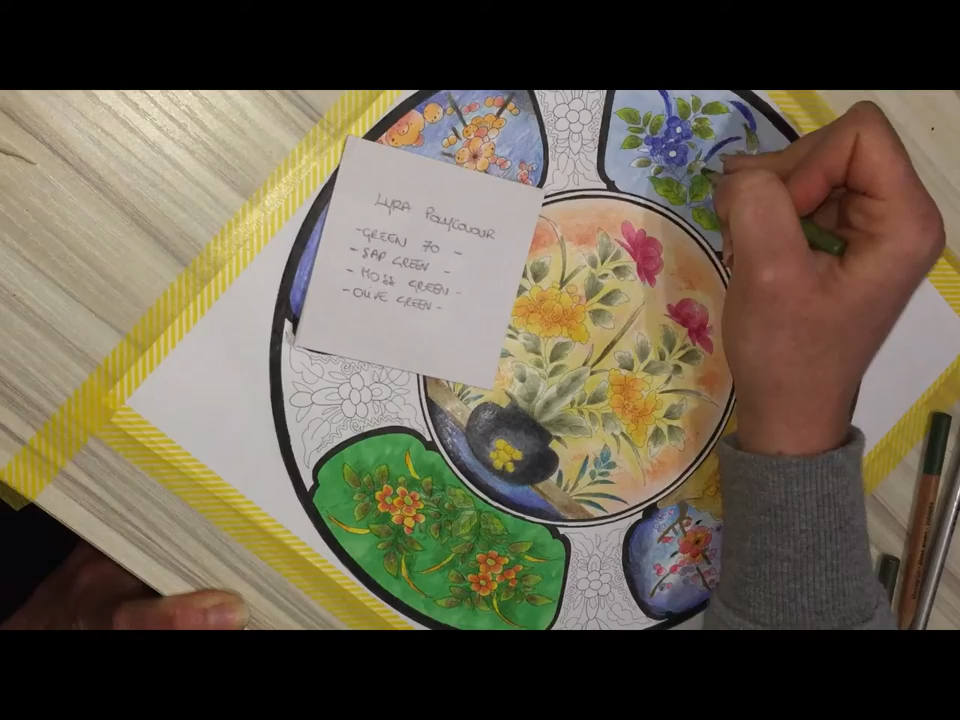 LYRA POLYCOLOUR
-GREEN 70 -
- SAP GREEN -
- MOSS GREEN -
- OLIVE GREEN -